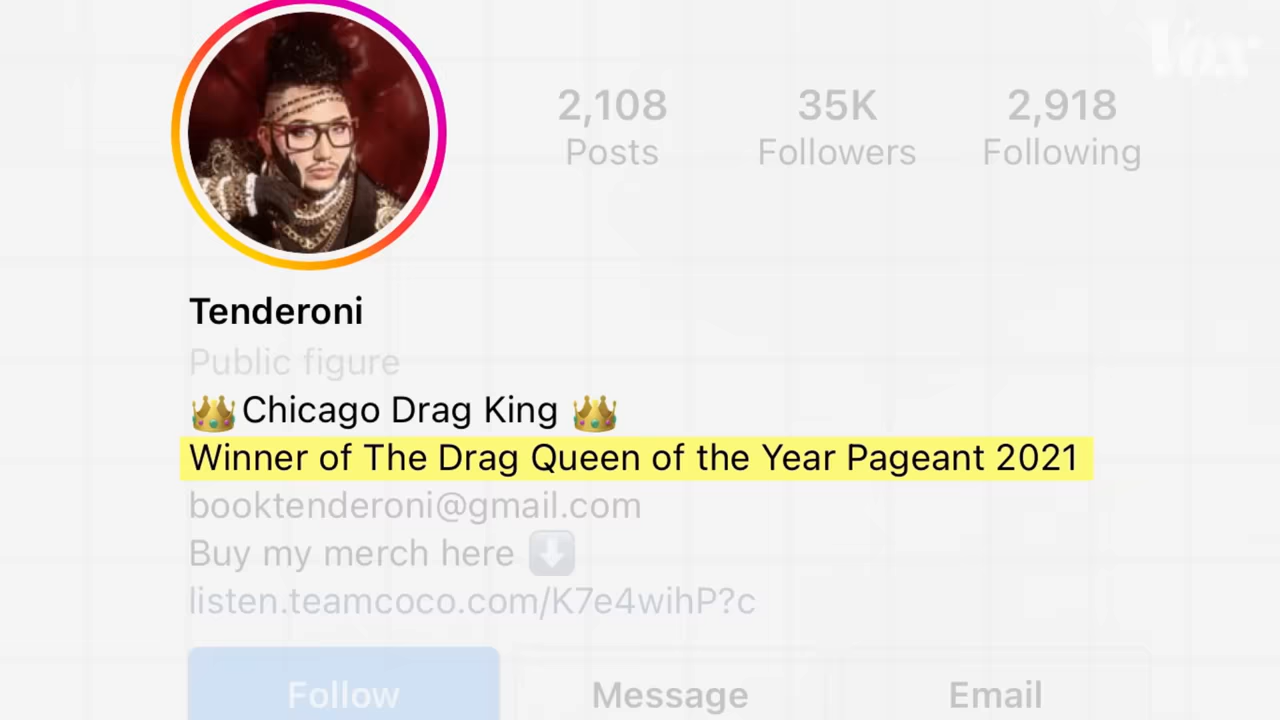 Vox
2,108
35K
2,918
Posts
Followers
Following
Tenderoni
Public figure
👑Chicago Drag King 👑
Winner of The Drag Queen of the Year Pageant 2021
booktenderoni@gmail.com
Buy my merch here ⬇️
listen.teamcoco.com/K7e4wihP?c
Follow
Message
Email